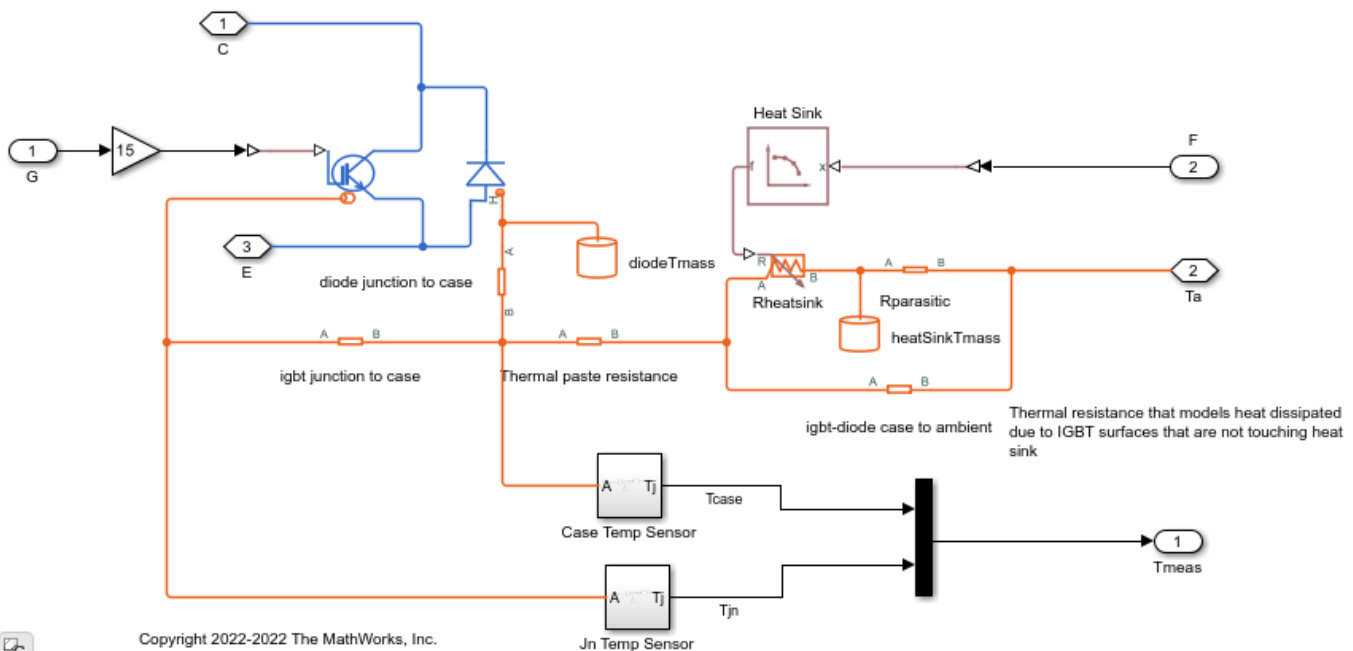 1
C
Heat Sink
F
15
1
G
f
x
2
H
3
E
A
diodeTmass
diode junction to case
R
A
B
A
B
2
Ta
Rheatsink
Rparasitic
B
A
B
A
B
heatSinkTmass
igbt junction to case
Thermal paste resistance
A
B
igbt-diode case to ambient
Thermal resistance that models heat dissipated
due to IGBT surfaces that are not touching heat
sink
A
Tj
Tcase
Case Temp Sensor
1
Tmeas
A
Tj
Tjn
Jn Temp Sensor
Copyright 2022-2022 The MathWorks, Inc.